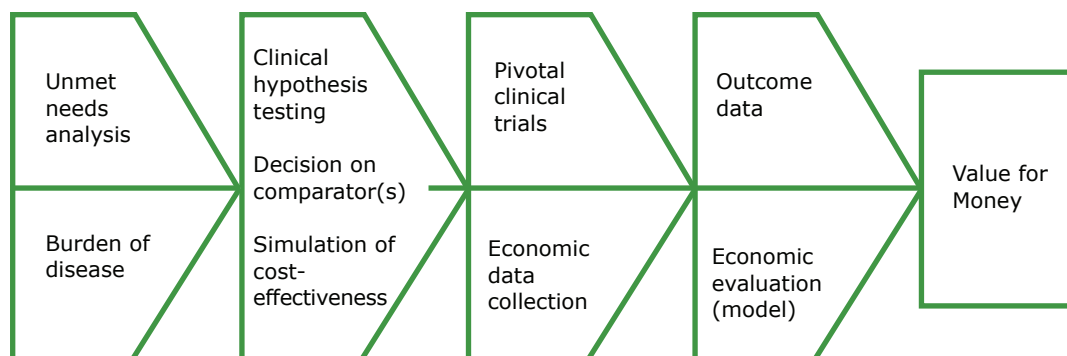 Unmet
needs
analysis
Burden of
disease
Clinical
hypothesis
testing
Decision on
comparator(s)
Simulation of
cost-
effectiveness
Pivotal
clinical
trials
Economic
data
collection
Outcome
data
Economic
evaluation
(model)
Value for
Money